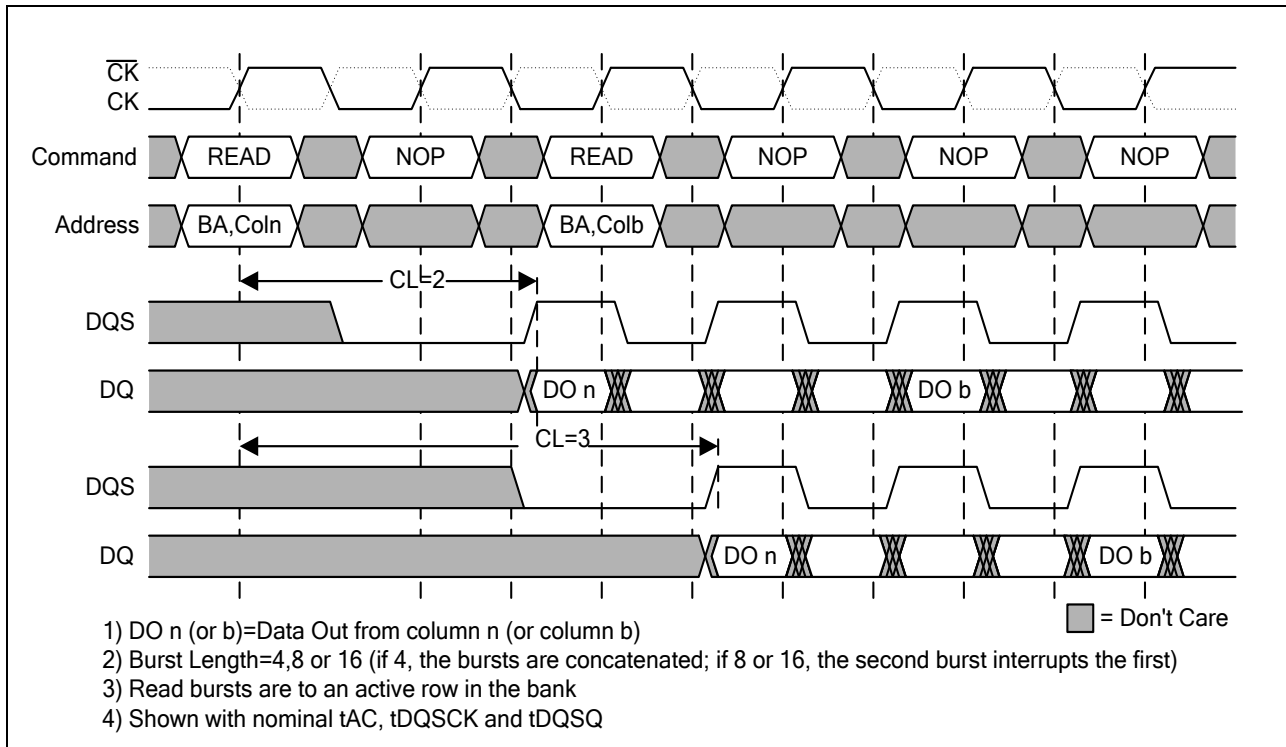 CK
CK
Command READ NOP READ NOP NOP NOP
Address BA,Coln BA,Colb
CL=2
DQS
DQ DO n DO b
CL=3
DQS
DQ DO n DO b
1) DO n (or b)=Data Out from column n (or column b)
= Don't Care
2) Burst Length=4,8 or 16 (if 4, the bursts are concatenated; if 8 or 16, the second burst interrupts the first)
3) Read bursts are to an active row in the bank
4) Shown with nominal tAC, tDQSCK and tDQSQ